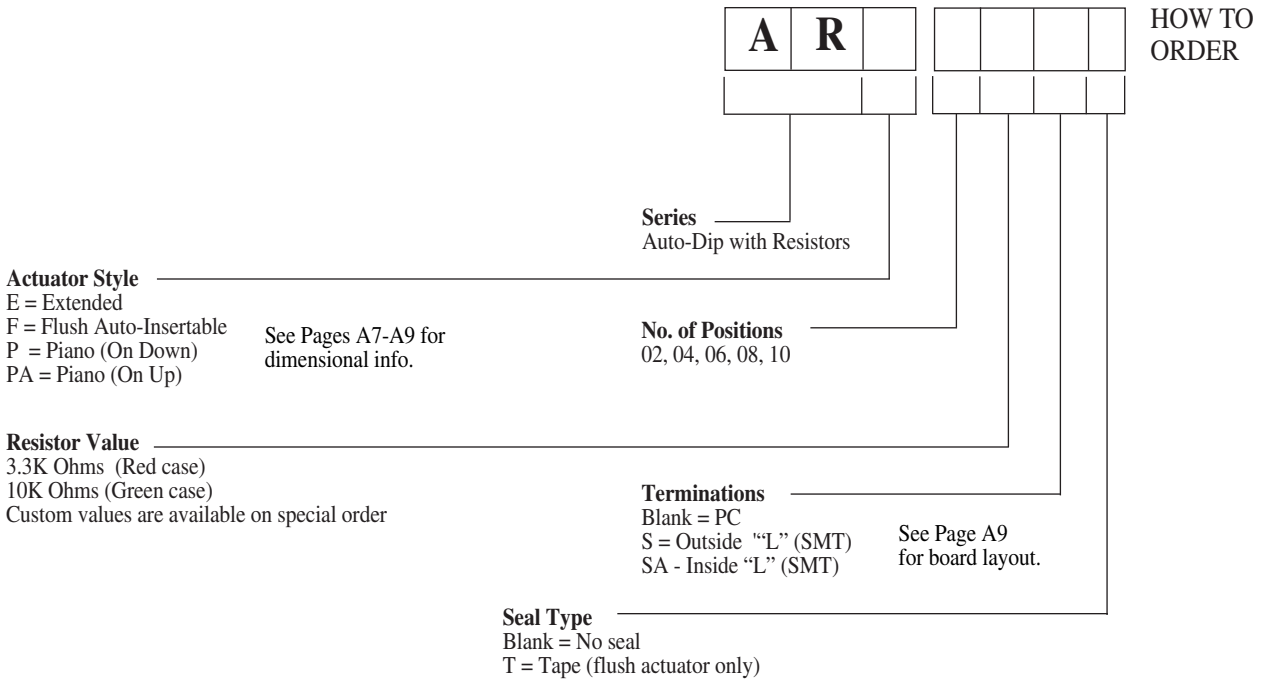 A R
HOW TO
ORDER
Series
Auto-Dip with Resistors
Actuator Style
E = Extended
F = Flush Auto-Insertable
P = Piano (On Down)
PA = Piano (On Up)
See Pages A7-A9 for
dimensional info.
No. of Positions
02, 04, 06, 08, 10
Resistor Value
3.3K Ohms (Red case)
10K Ohms (Green case)
Custom values are available on special order
Terminations
Blank = PC
S = Outside '“L” (SMT)
SA - Inside “L” (SMT)
See Page A9
for board layout.
Seal Type
Blank = No seal
T = Tape (flush actuator only)